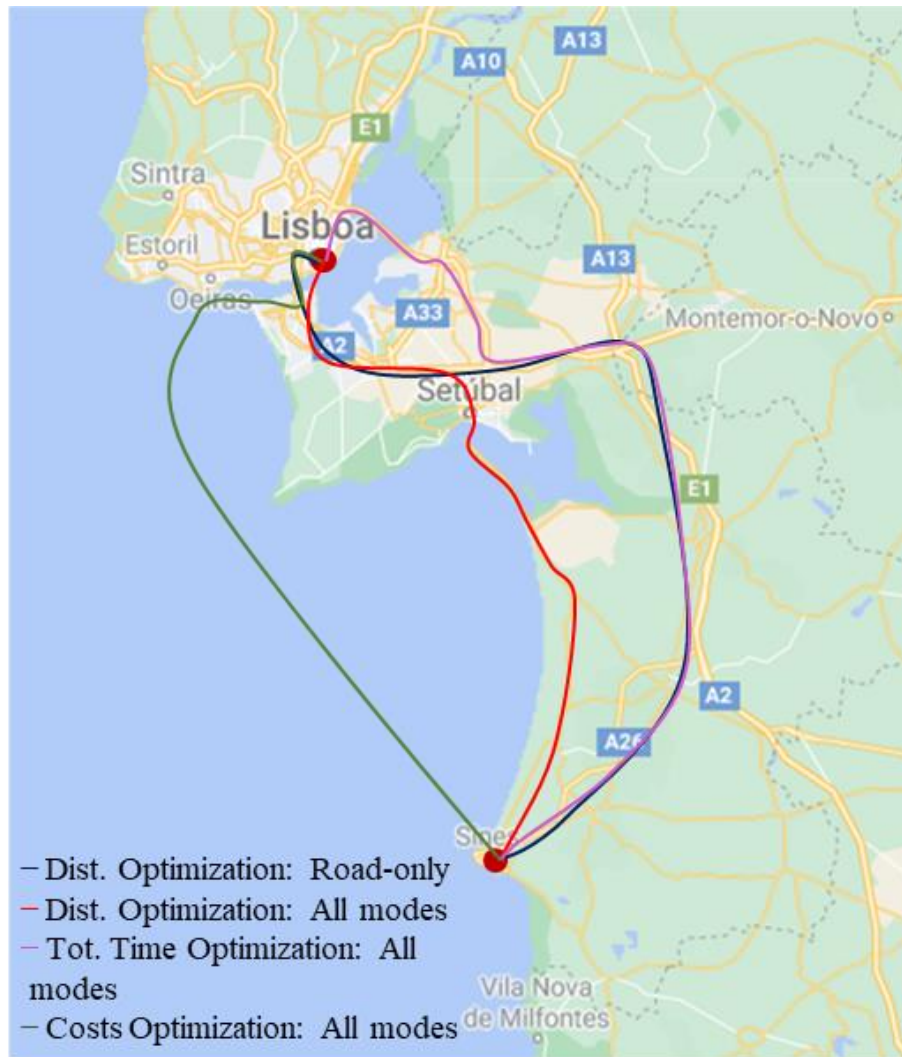 A13
A10
E1
Sintra
Lisboa
Estoril
Oeiras
A13
A33
Montemor-o-Novo
A2
Setúbal
E1
A2
A26
Sines
– Dist. Optimization: Road-only
– Dist. Optimization: All modes
– Tot. Time Optimization: All
modes
– Costs Optimization: All modes
Vila Nova
de Milfontes